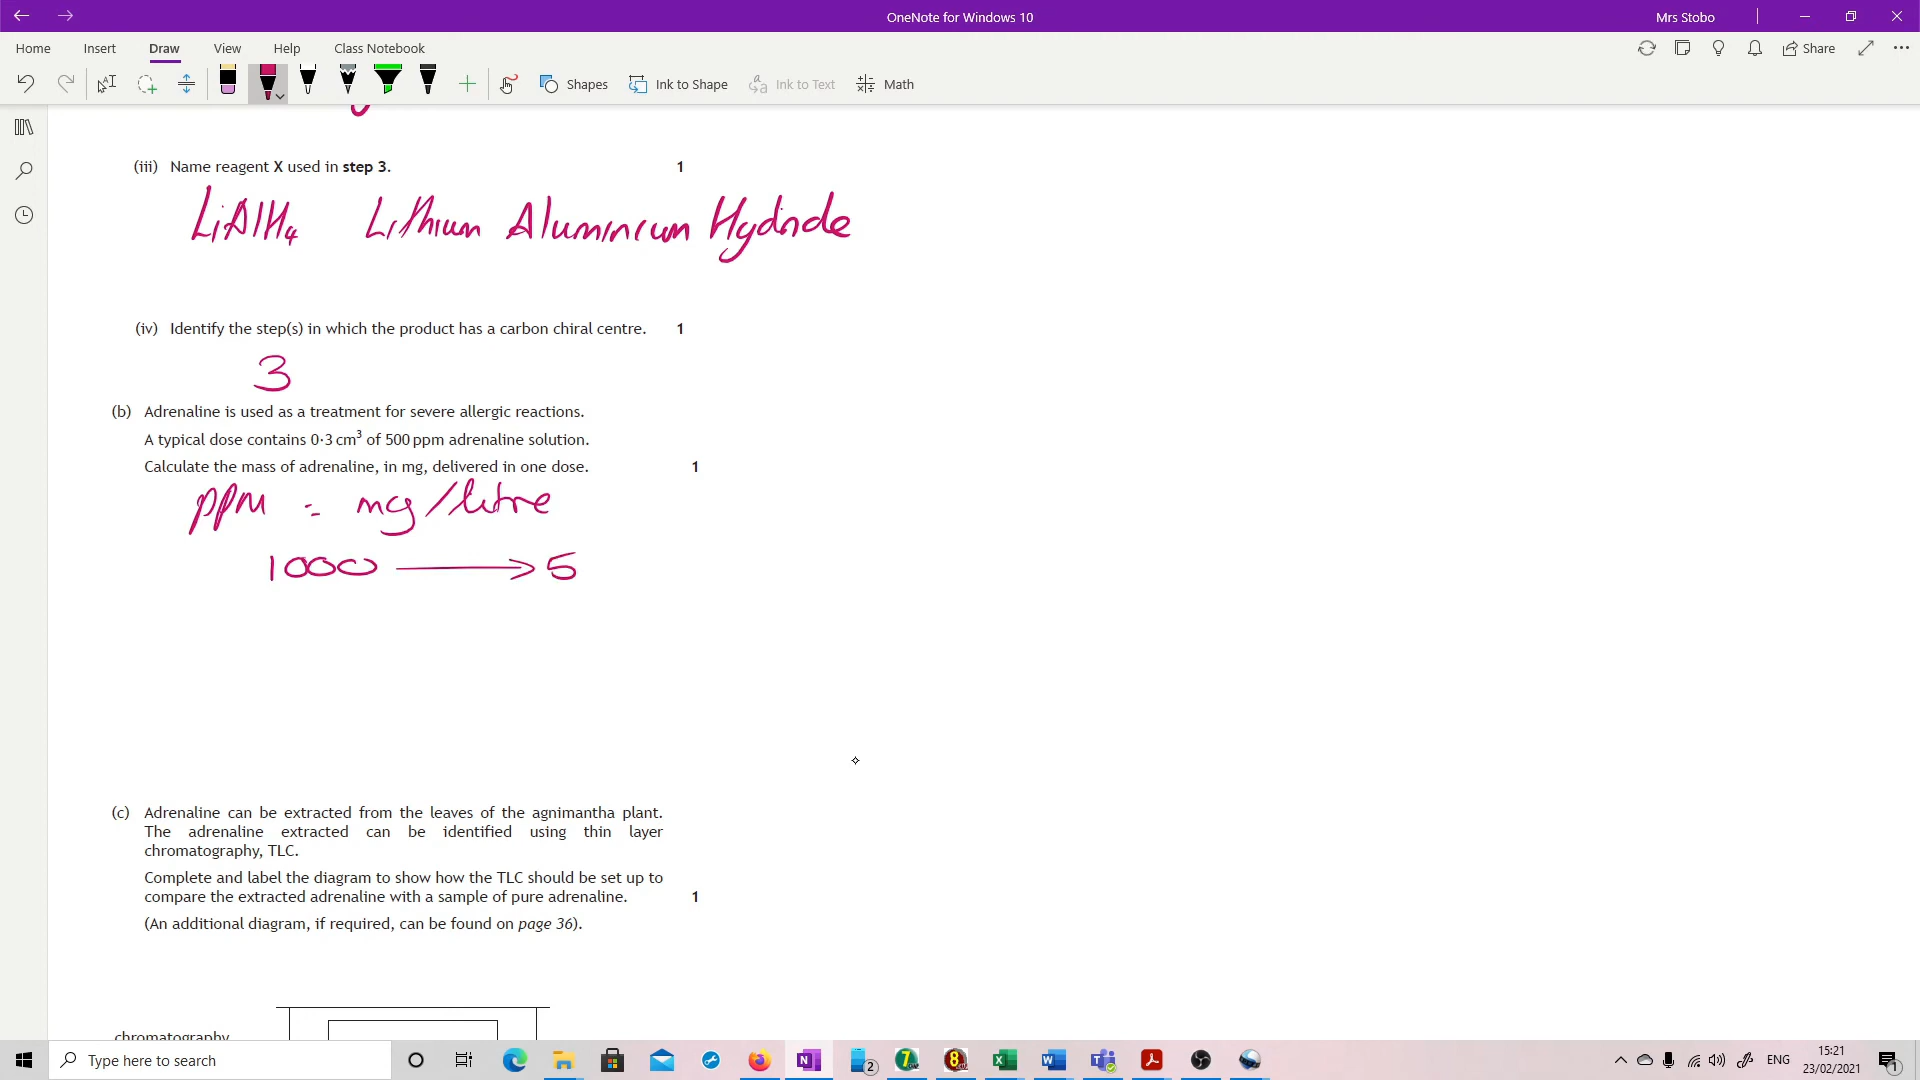 OneNote for Windows 10
Mrs Stobo
Home Insert Draw View Help Class Notebook
Share
Shapes Ink to Shape Ink to Text Math
(iii) Name reagent X used in step 3. 1
LiAlH4 Lithium Aluminium Hydride
(iv) Identify the step(s) in which the product has a carbon chiral centre. 1
3
(b) Adrenaline is used as a treatment for severe allergic reactions.
A typical dose contains 0·3 cm³ of 500 ppm adrenaline solution.
Calculate the mass of adrenaline, in mg, delivered in one dose. 1
ppm = mg/litre
1000 → 5
(c) Adrenaline can be extracted from the leaves of the agnimantha plant.
The adrenaline extracted can be identified using thin layer
chromatography, TLC.
Complete and label the diagram to show how the TLC should be set up to
compare the extracted adrenaline with a sample of pure adrenaline. 1
(An additional diagram, if required, can be found on page 36).
chromatography
Type here to search
2
7
8
ENG
15:21
23/02/2021
1